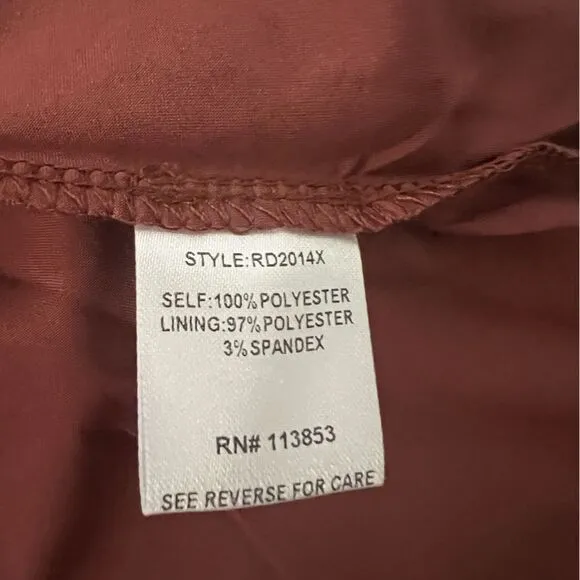 STYLE:RD2014X
SELF:100%POLYESTER
LINING:97%POLYESTER
3%SPANDEX
RN# 113853
SEE REVERSE FOR CARE